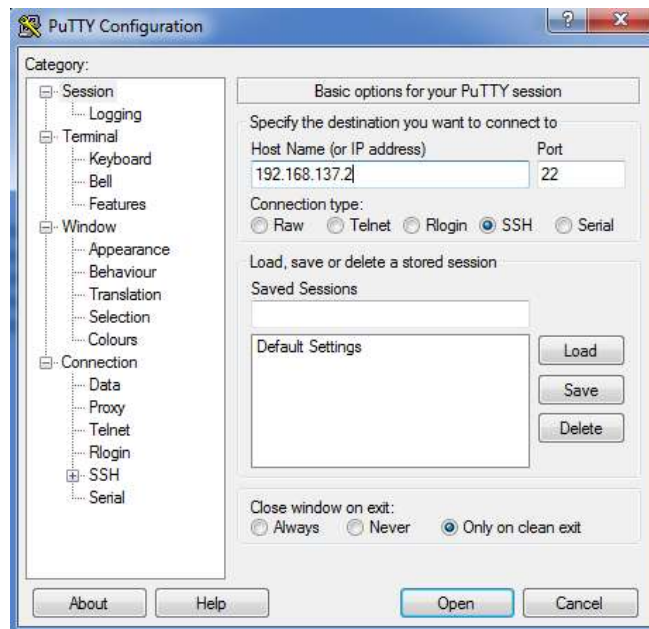 PuTTY Configuration
Category:
Session
Logging
Terminal
Keyboard
Bell
Features
Window
Appearance
Behaviour
Translation
Selection
Colours
Connection
Data
Proxy
Telnet
Rlogin
SSH
Serial
Basic options for your PuTTY session
Specify the destination you want to connect to
Host Name (or IP address) Port
192.168.137.2 22
Connection type:
Raw Telnet Rlogin SSH Serial
Load, save or delete a stored session
Saved Sessions
Default Settings
Load
Save
Delete
Close window on exit:
Always Never Only on clean exit
About Help Open Cancel